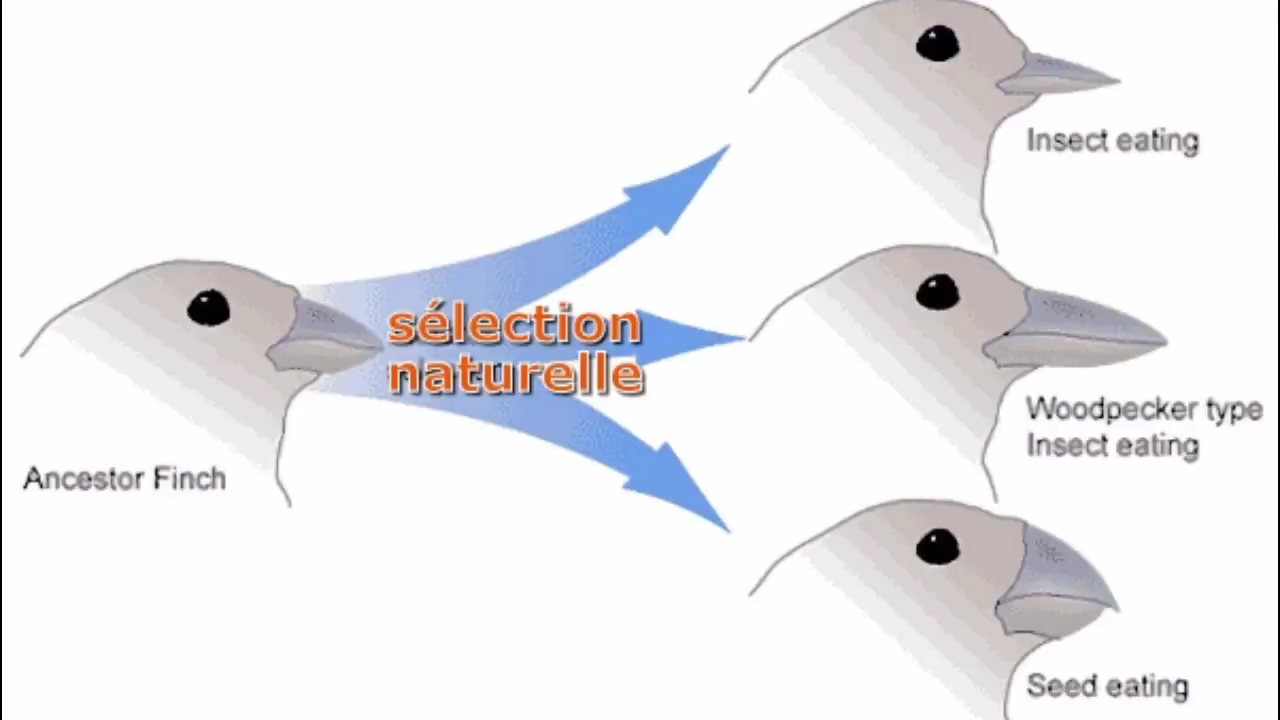 Insect eating
sélection
naturelle
Woodpecker type
Insect eating
Ancestor Finch
Seed eating